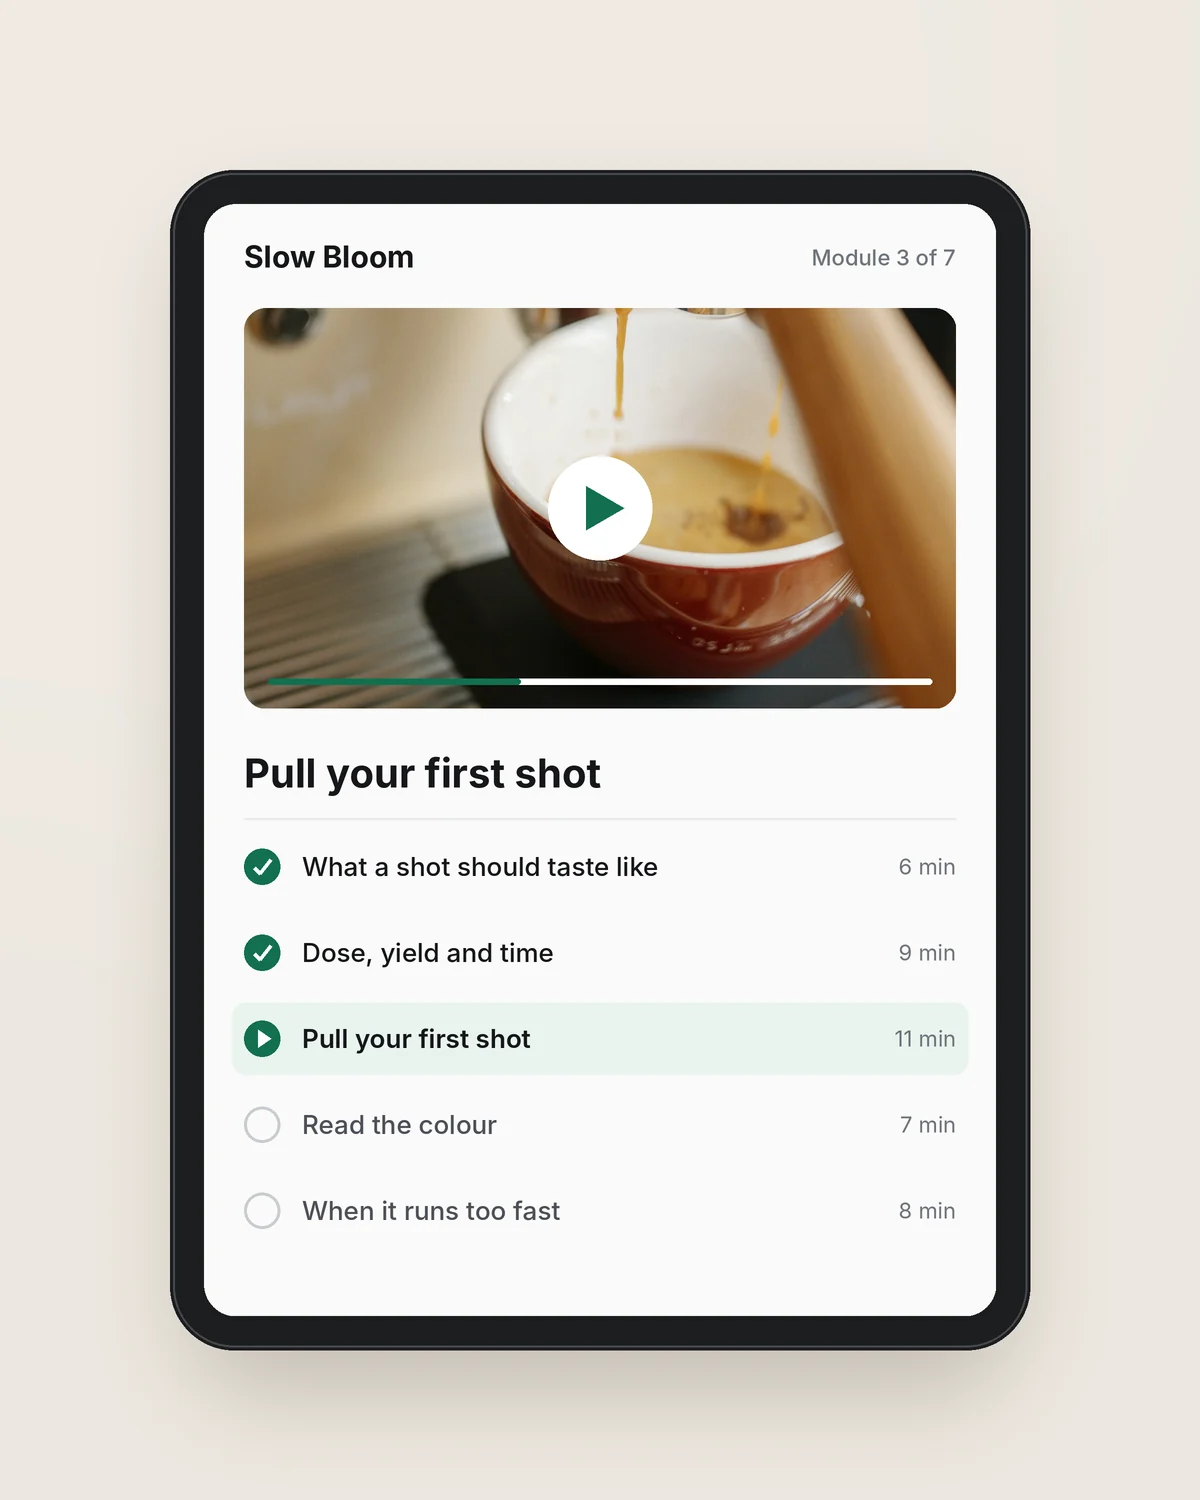 Slow Bloom
Module 3 of 7
Pull your first shot
What a shot should taste like
6 min
Dose, yield and time
9 min
Pull your first shot
11 min
Read the colour
7 min
When it runs too fast
8 min